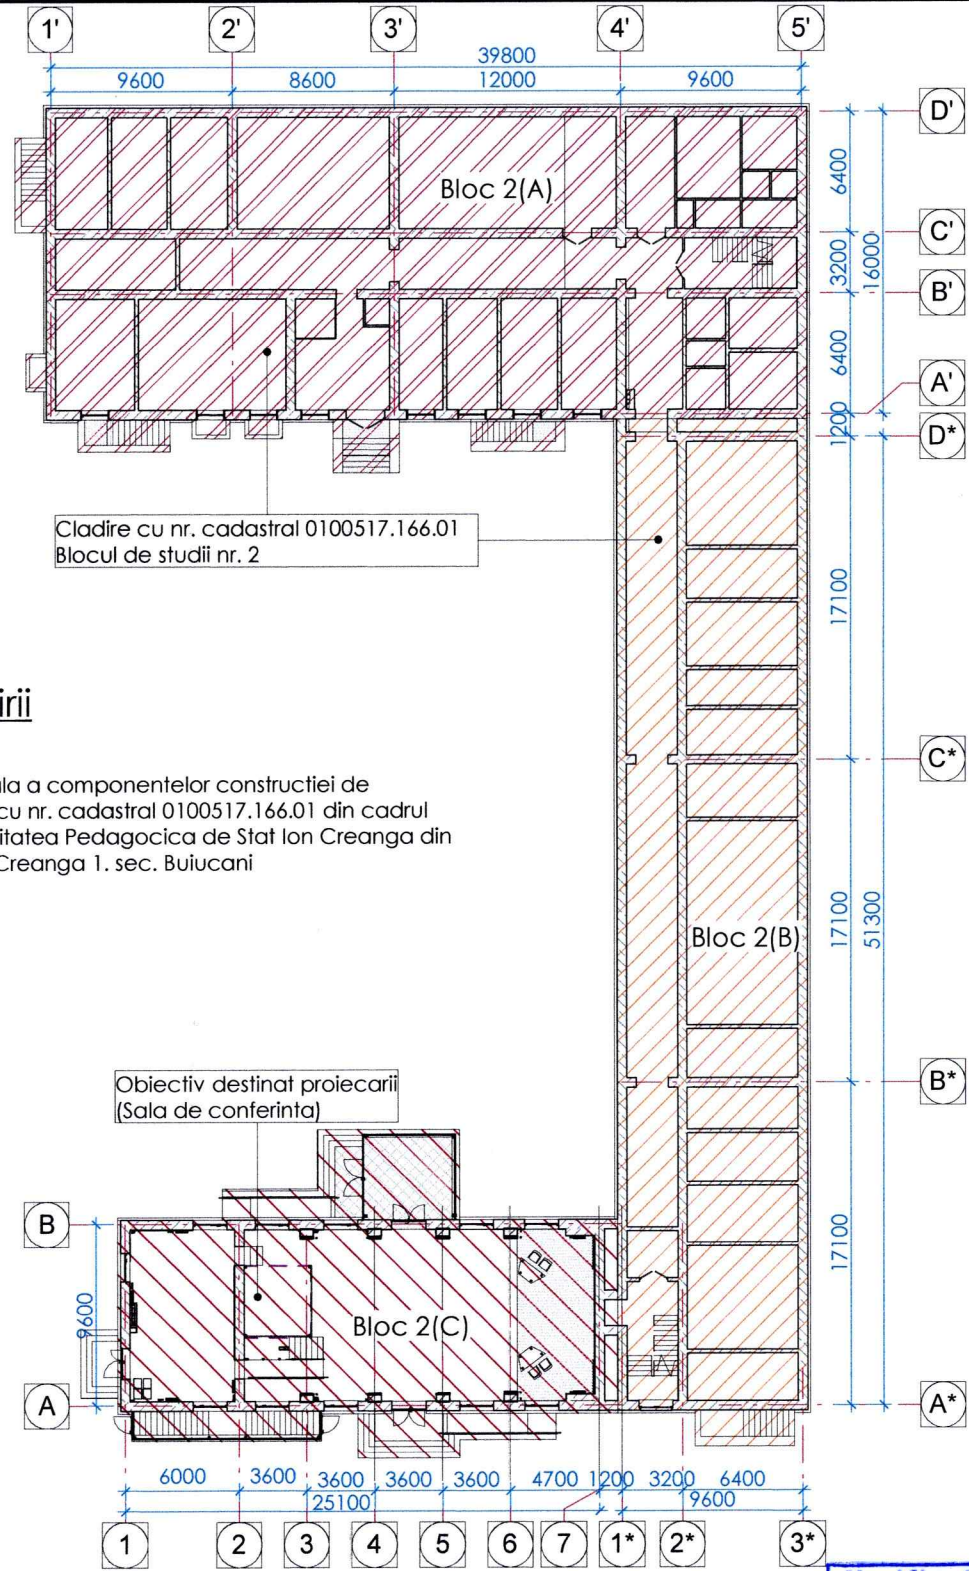 1' 2' 3' 4' 5'
39800
9600 8600 12000 9600
D'
6400
Bloc 2(A)
C'
3200
16000
B'
6400
A'
1200
D*
Cladire cu nr. cadastral 0100517.166.01
Blocul de studii nr. 2
17100
C*
a componentelor constructiei de
cu nr. cadastral 0100517.166.01 din cadrul
Pedagocica de Stat Ion Creanga din
Creanga 1. sec. Buiucani
17100
51300
Bloc 2(B)
B*
Obiectiv destinat proiecarii
(Sala de conferinta)
17100
B
9600
Bloc 2(C)
A
A*
6000 3600 3600 3600 3600 4700 1200 3200 6400
25100 9600
1 2 3 4 5 6 7 1* 2* 3*